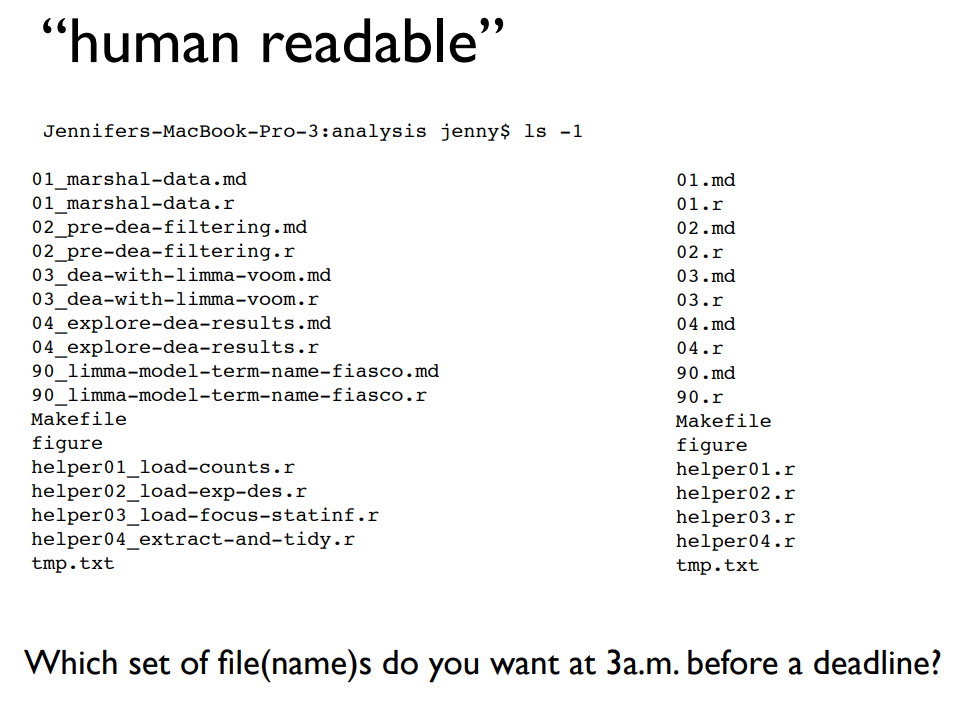 “human readable”
Jennifers-MacBook-Pro-3:analysis jenny$ ls -1
01_marshal-data.md
01_marshal-data.r
02_pre-dea-filtering.md
02_pre-dea-filtering.r
03_dea-with-limma-voom.md
03_dea-with-limma-voom.r
04_explore-dea-results.md
04_explore-dea-results.r
90_limma-model-term-name-fiasco.md
90_limma-model-term-name-fiasco.r
Makefile
figure
helper01_load-counts.r
helper02_load-exp-des.r
helper03_load-focus-statinf.r
helper04_extract-and-tidy.r
tmp.txt
01.md
01.r
02.md
02.r
03.md
03.r
04.md
04.r
90.md
90.r
Makefile
figure
helper01.r
helper02.r
helper03.r
helper04.r
tmp.txt
Which set of file(name)s do you want at 3a.m. before a deadline?